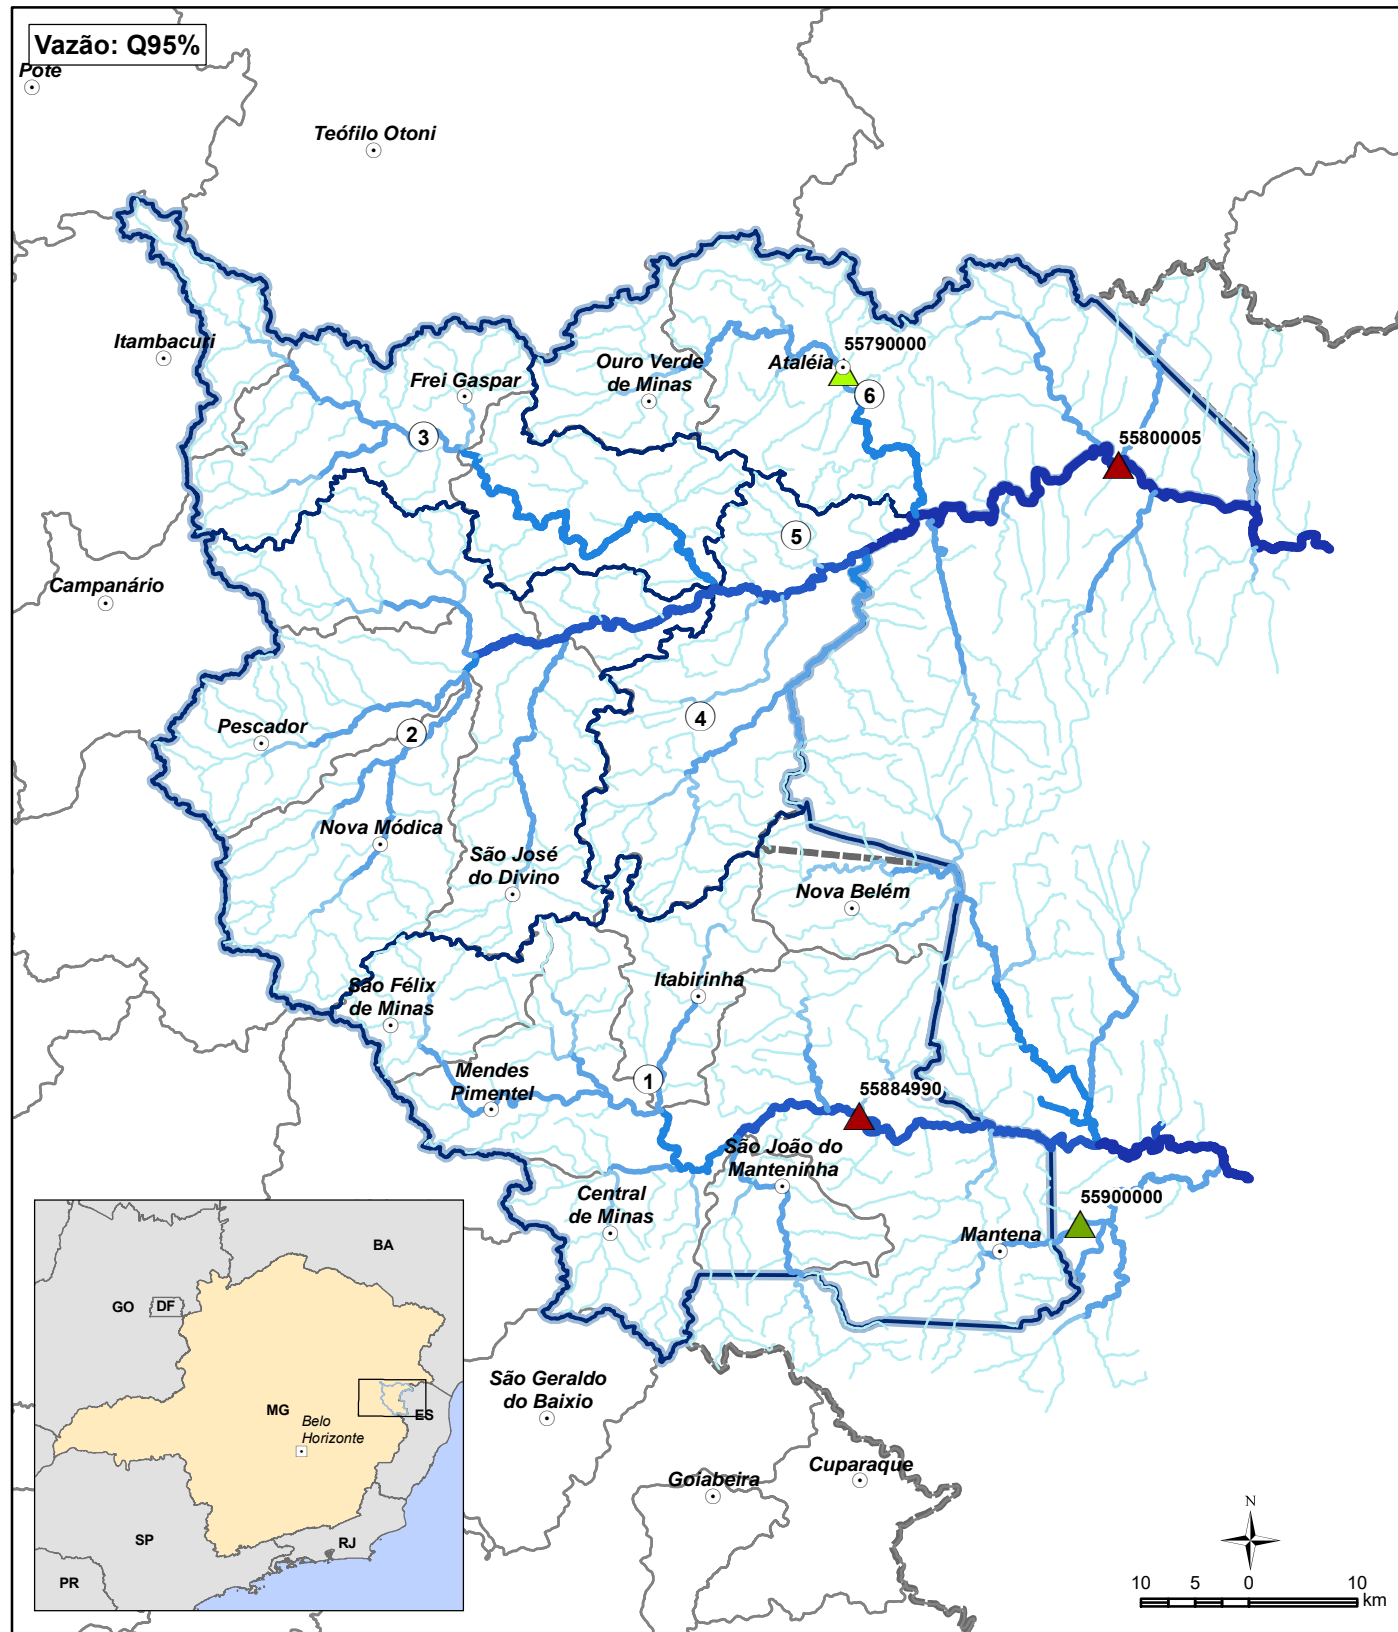 Vazão: Q95%
Pote
Teófilo Otoni
Itambacuri
Frei Gaspar
Ouro Verde
de Minas
Ataléia
55790000
6
3
55800005
5
Campanário
Pescador
2
4
Nova Módica
São José
do Divino
Nova Belém
São Félix
de Minas
Itabirinha
Mendes
Pimentel
1
55884990
São João do
Manteninha
Central
de Minas
55900000
Mantena
São Geraldo
do Baixio
Goiabeira
Cuparaque
BA
GO
DF
MG
Belo
Horizonte
ES
SP
RJ
PR
N
10 5 0 10
km